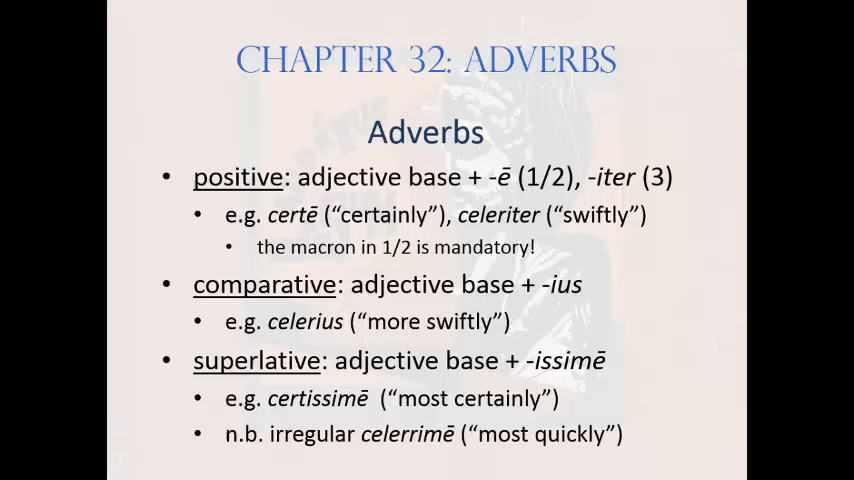 CHAPTER 32: ADVERBS
Adverbs
• positive: adjective base + -ē (1/2), -iter (3)
• e.g. certē (“certainly”), celeriter (“swiftly”)
• the macron in 1/2 is mandatory!
• comparative: adjective base + -ius
• e.g. celerius (“more swiftly”)
• superlative: adjective base + -issimē
• e.g. certissimē (“most certainly”)
• n.b. irregular celerrimē (“most quickly”)